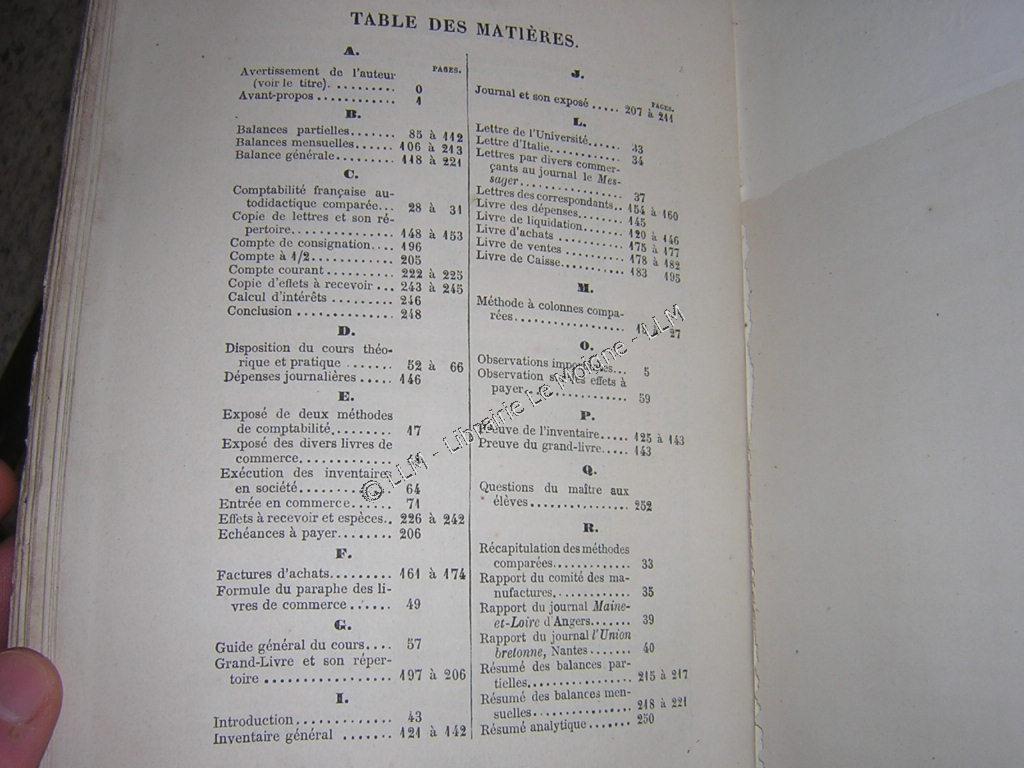 TABLE DES MATIÈRES.
A.
PAGES.
Avertissement de l'auteur
(voir le titre). ......... 0
Avant-propos ............ 1
B.
Balances partielles....... 85 à 112
Balances mensuelles...... 106 à 213
Balance générale......... 118 à 221
C.
Comptabilité française au-
todidactique comparée... 28 à 31
Copie de lettres et son ré-
pertoire................ 148 à 153
Compte de consignation.... 196
Compte à 1/2............. 205
Compte courant .......... 222 à 225
Copie d'effets à recevoir ... 243 à 245
Calcul d'intérêts ......... 246
Conclusion .............. 248
D.
Disposition du cours théo-
rique et pratique ....... 52 à 66
Dépenses journalières ..... 146
E.
Exposé de deux méthodes
de comptabilité......... 17
Exposé des divers livres de
commerce..............
Exécution des inventaires
en société.............. 64
Entrée en commerce....... 71
Effets à recevoir et espèces.. 226 à 242
Echéances à payer........ 206
F.
Factures d'achats......... 161 à 174
Formule du paraphe des li-
vres de commerce ...... 49
G.
Guide général du cours.... 57
Grand-Livre et son réper-
toire .................. 197 à 206
I.
Introduction.............. 43
Inventaire général ....... 121 à 142
J.
PAGES.
Journal et son exposé ..... 207 à 211
L.
Lettre de l'Université...... 33
Lettre d'Italie............. 34
Lettres par divers commer-
çants au journal le Mes-
sager.................. 37
Lettres des correspondants.. 154 à 160
Livre des dépenses........ 145
Livre de liquidation....... 120 à 146
Livre d'achats ........... 175 à 177
Livre de ventes .......... 178 à 182
Livre de Caisse........... 183 195
M.
Méthode à colonnes compa-
rées................... 27
O.
Observations ... 5
Observation effets à
payer................. 59
P.
Preuve de l'inventaire..... 125 à 143
Preuve du grand-livre..... 143
Q.
Questions du maître aux
élèves................. 252
R.
Récapitulation des méthodes
comparées............. 33
Rapport du comité des ma-
nufactures............. 35
Rapport du journal Maine-
et-Loire d'Angers....... 39
Rapport du journal l'Union
bretonne, Nantes....... 40
Résumé des balances par-
tielles................. 215 à 217
Résumé des balances men-
suelles................ 218 à 221
Résumé analytique ....... 250
© LLM - Librairie Le Moigne - LLM